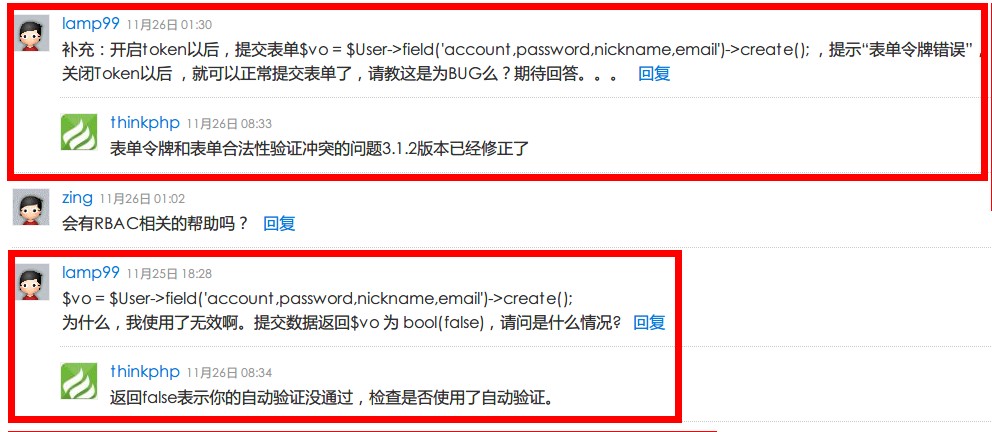 lamp99 11月26日 01:30
补充：开启token以后，提交表单$vo = $User->field('account,password,nickname,email')->create(); ，提示“表单令牌错误”，
关闭Token以后 ，就可以正常提交表单了，请教这是为BUG么？期待回答。。。 回复
thinkphp 11月26日 08:33
表单令牌和表单合法性验证冲突的问题3.1.2版本已经修正了
zing 11月26日 01:02
会有RBAC相关的帮助吗？ 回复
lamp99 11月25日 18:28
$vo = $User->field('account,password,nickname,email')->create();
为什么，我使用了无效啊。提交数据返回$vo 为 bool(false)，请问是什么情况? 回复
thinkphp 11月26日 08:34
返回false表示你的自动验证没通过，检查是否使用了自动验证。